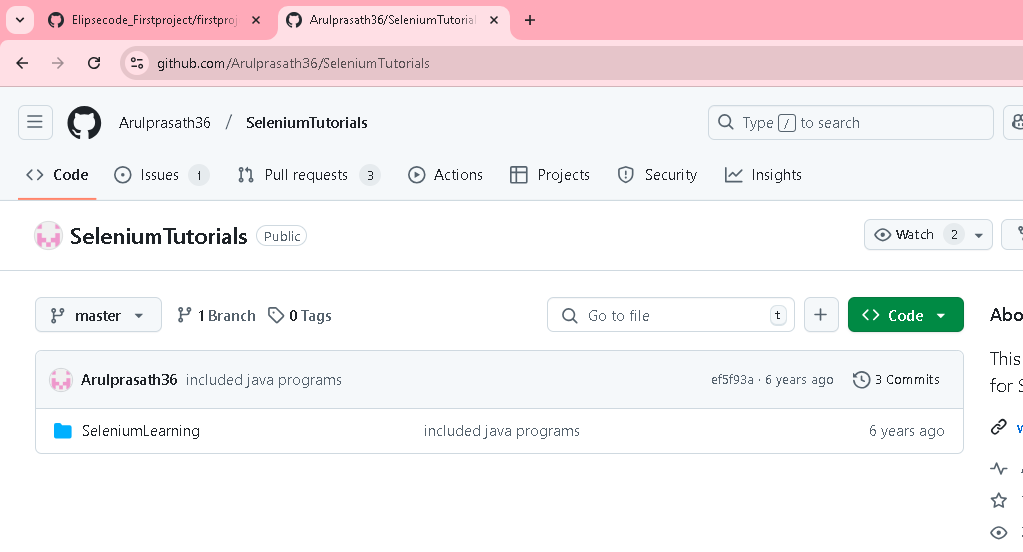 Elipsecode_Firstproject/firstproj
Arulprasath36/SeleniumTutorial
github.com/Arulprasath36/SeleniumTutorials
Arulprasath36 / SeleniumTutorials
Type / to search
Code
Issues 1
Pull requests 3
Actions
Projects
Security
Insights
SeleniumTutorials Public
Watch 2
master
1 Branch
0 Tags
Go to file t
Code
Abo
Arulprasath36 included java programs ef5f93a · 6 years ago 3 Commits
This
for S
SeleniumLearning included java programs 6 years ago